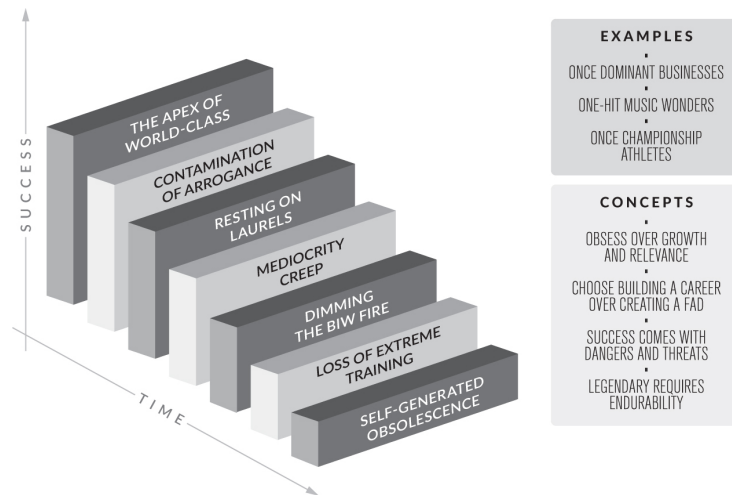 SUCCESS
THE APEX OF
WORLD-CLASS
CONTAMINATION
OF ARROGANCE
RESTING ON
LAURELS
MEDIOCRITY
CREEP
DIMMING
THE BIW FIRE
LOSS OF EXTREME
TRAINING
SELF-GENERATED
OBSOLESCENCE
TIME
EXAMPLES
ONCE DOMINANT BUSINESSES
ONE-HIT MUSIC WONDERS
ONCE CHAMPIONSHIP
ATHLETES
CONCEPTS
OBSESS OVER GROWTH
AND RELEVANCE
CHOOSE BUILDING A CAREER
OVER CREATING A FAD
SUCCESS COMES WITH
DANGERS AND THREATS
LEGENDARY REQUIRES
ENDURABILITY